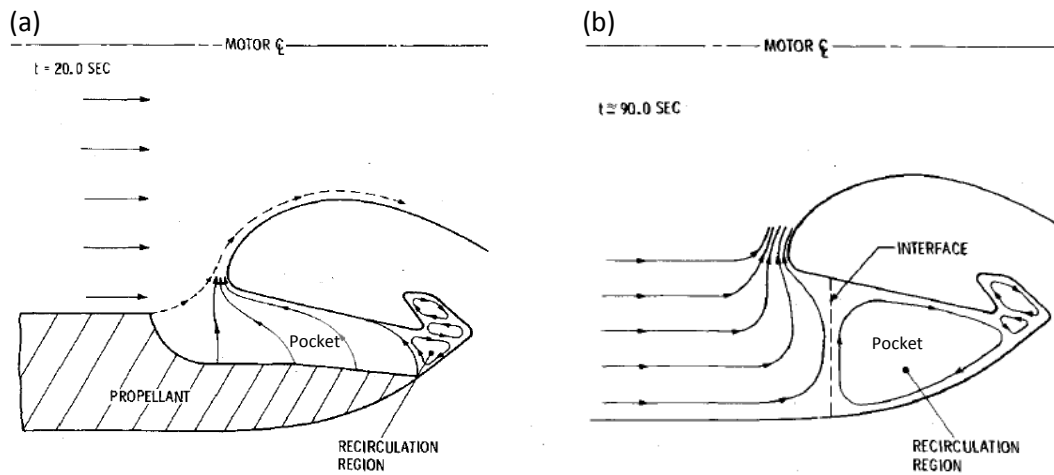 (a)
MOTOR ℄
t = 20.0 SEC
Pocket
PROPELLANT
RECIRCULATION
REGION
(b)
MOTOR ℄
t ≅ 90.0 SEC
INTERFACE
Pocket
RECIRCULATION
REGION